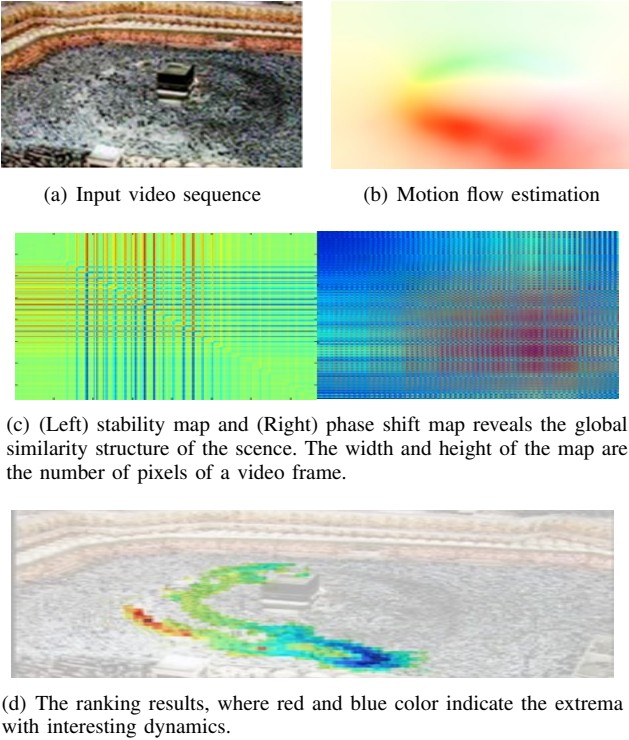 (a) Input video sequence
(b) Motion flow estimation
(c) (Left) stability map and (Right) phase shift map reveals the global
similarity structure of the scence. The width and height of the map are
the number of pixels of a video frame.
(d) The ranking results, where red and blue color indicate the extrema
with interesting dynamics.